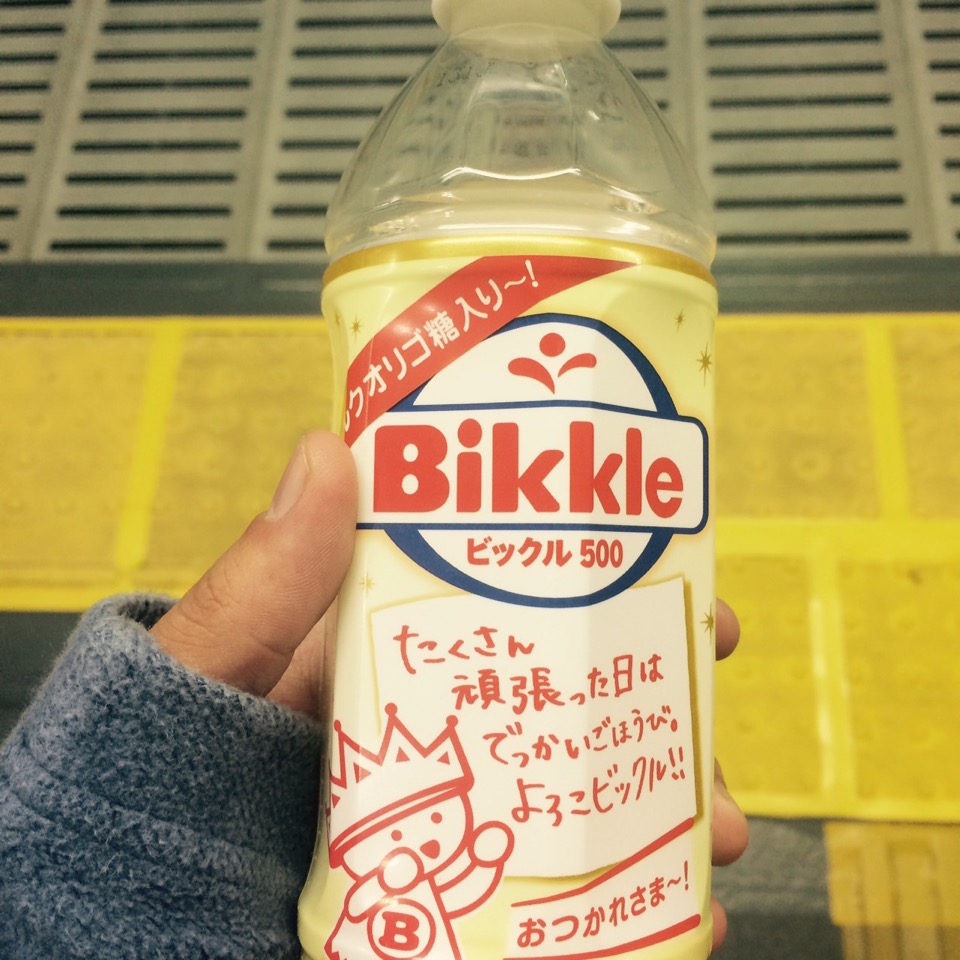 クオリゴ糖入り〜!
Bikkle
ビックル 500
たくさん
頑張った日は
でっかいごほうび。
よろこビックル!!
おつかれさま〜!
B